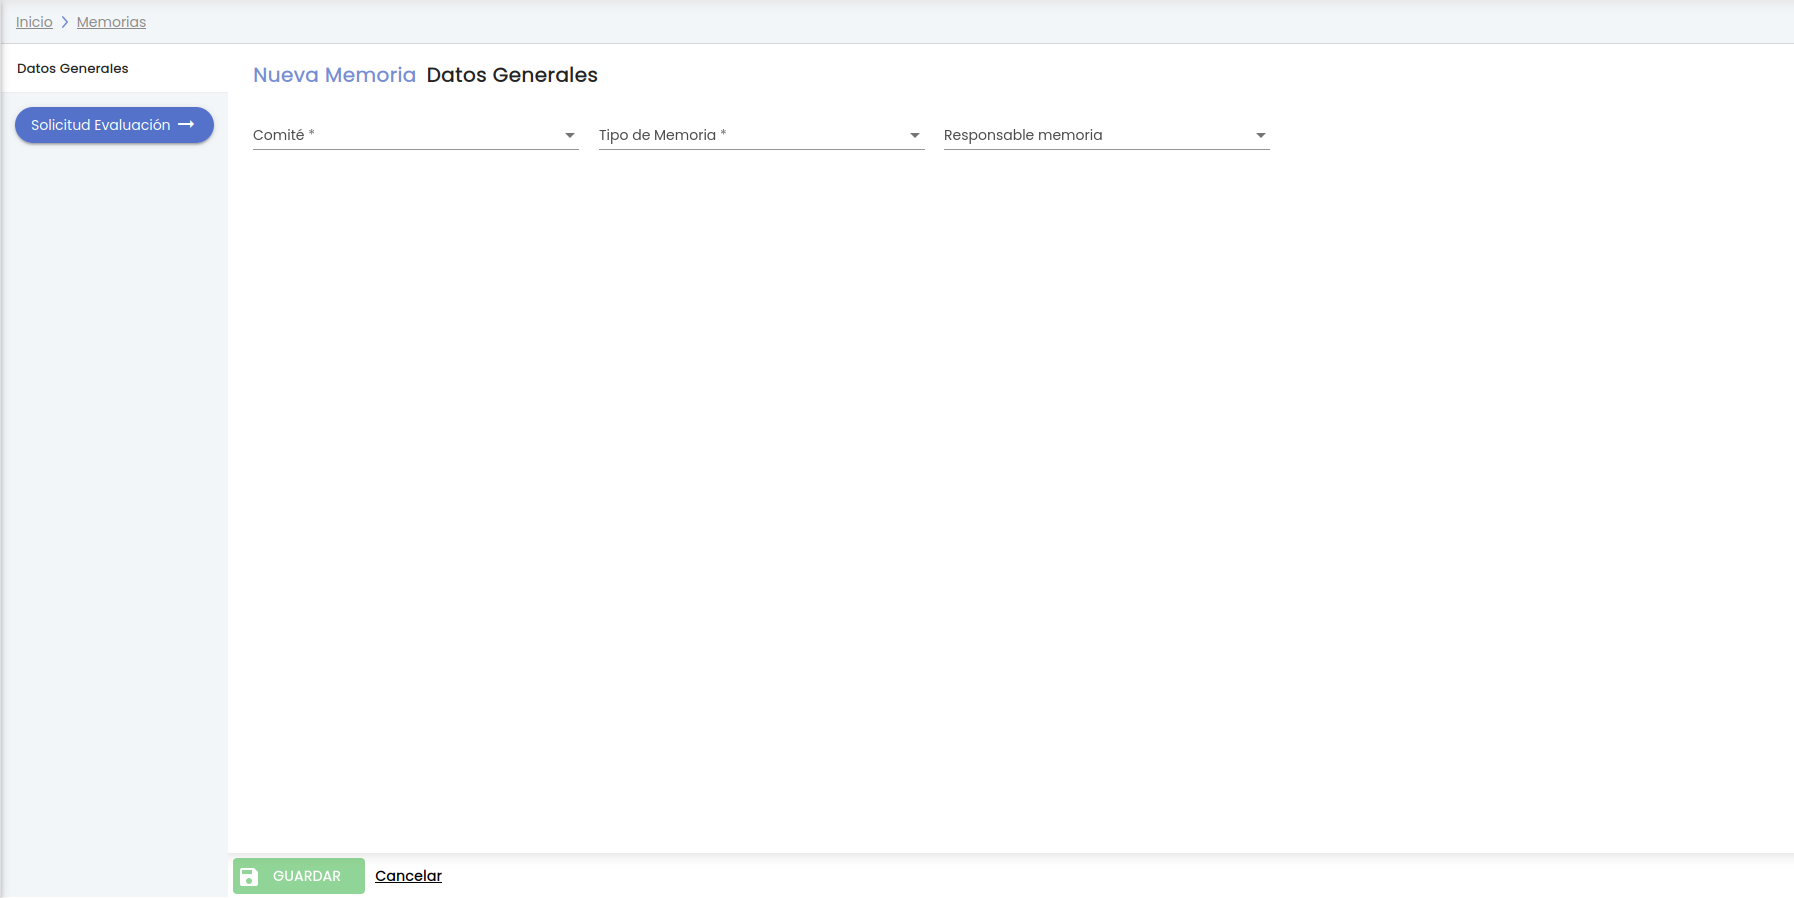 Inicio > Memorias
Datos Generales
Solicitud Evaluación →
Nueva Memoria Datos Generales
Comité * Tipo de Memoria * Responsable memoria
GUARDAR Cancelar